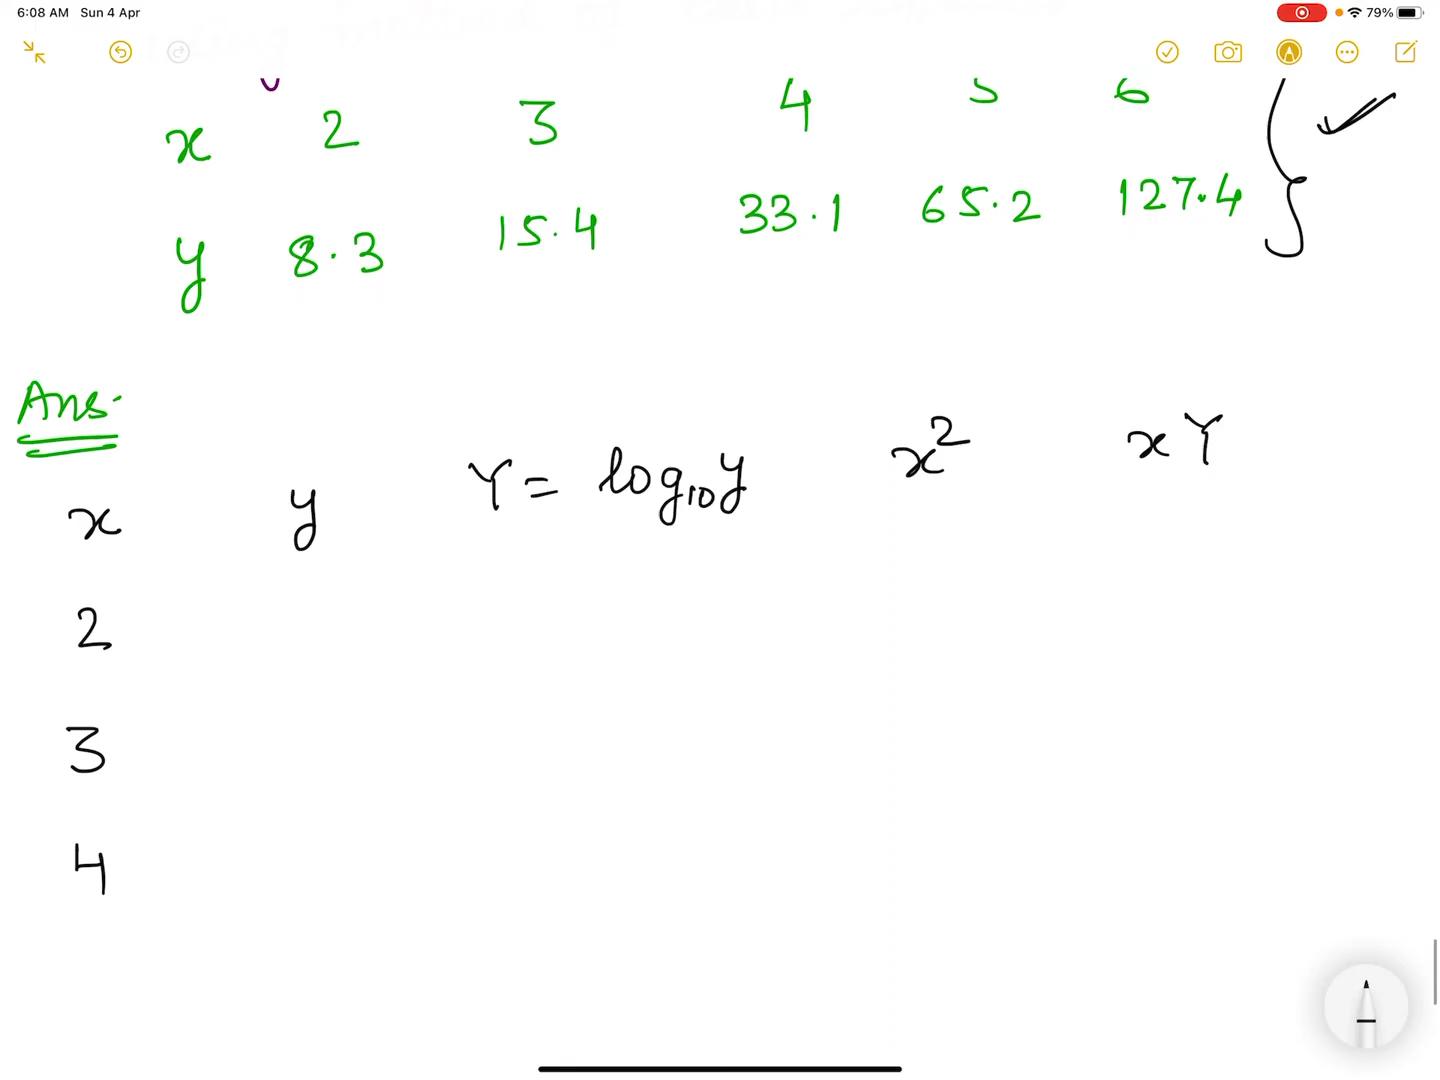 6:08 AM Sun 4 Apr 79%
x 2 3 4 5 6
y 8.3 15.4 33.1 65.2 127.4
Ans.
x y Y = log₁₀y x² xY
2
3
4